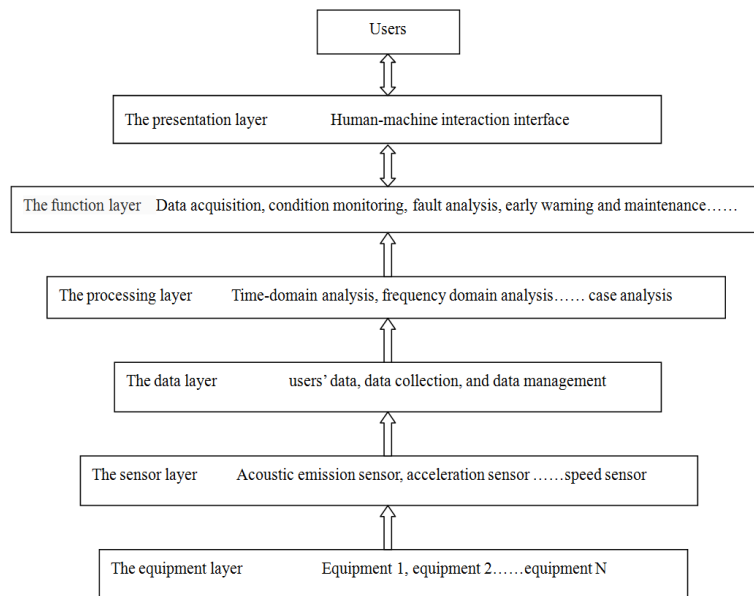 Users
The presentation layer Human-machine interaction interface
The function layer Data acquisition, condition monitoring, fault analysis, early warning and maintenance……
The processing layer Time-domain analysis, frequency domain analysis…… case analysis
The data layer users’ data, data collection, and data management
The sensor layer Acoustic emission sensor, acceleration sensor ……speed sensor
The equipment layer Equipment 1, equipment 2……equipment N